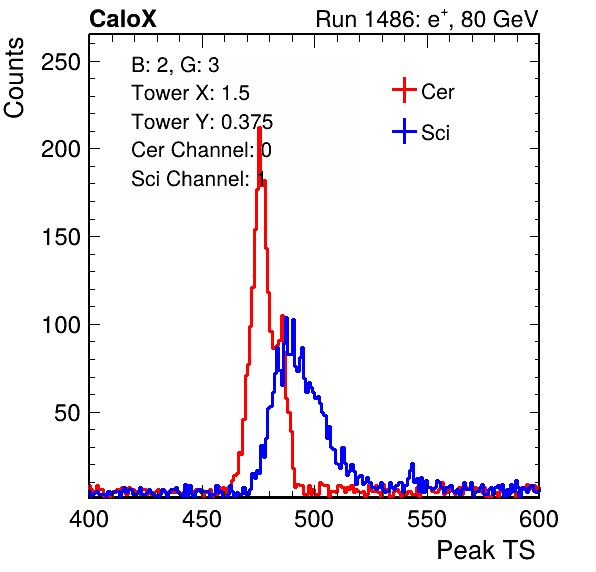 CaloX Run 1486: e+, 80 GeV
Counts
B: 2, G: 3
Tower X: 1.5
Tower Y: 0.375
Cer Channel: 0
Sci Channel: 1
Cer
Sci
250
200
150
100
50
400 450 500 550 600
Peak TS